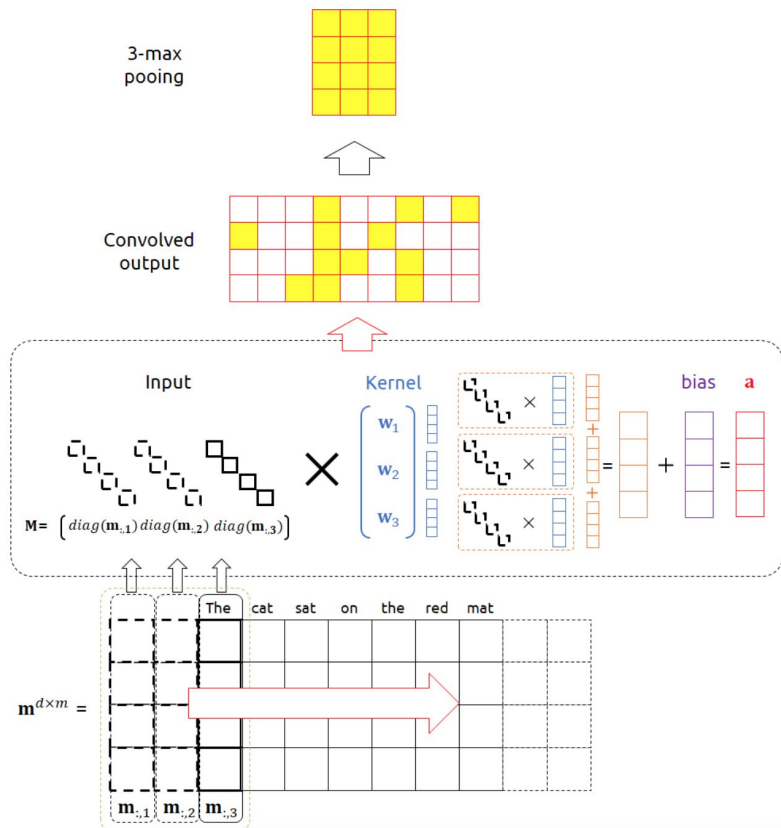 3-max
pooing
Convolved
output
Input Kernel bias a
w₁
w₂
w₃
× × × ×
+ +
= + =
M= [diag(m:,1) diag(m:,2) diag(m:,3)]
The cat sat on the red mat
m^{d×m} =
m:,1 m:,2 m:,3